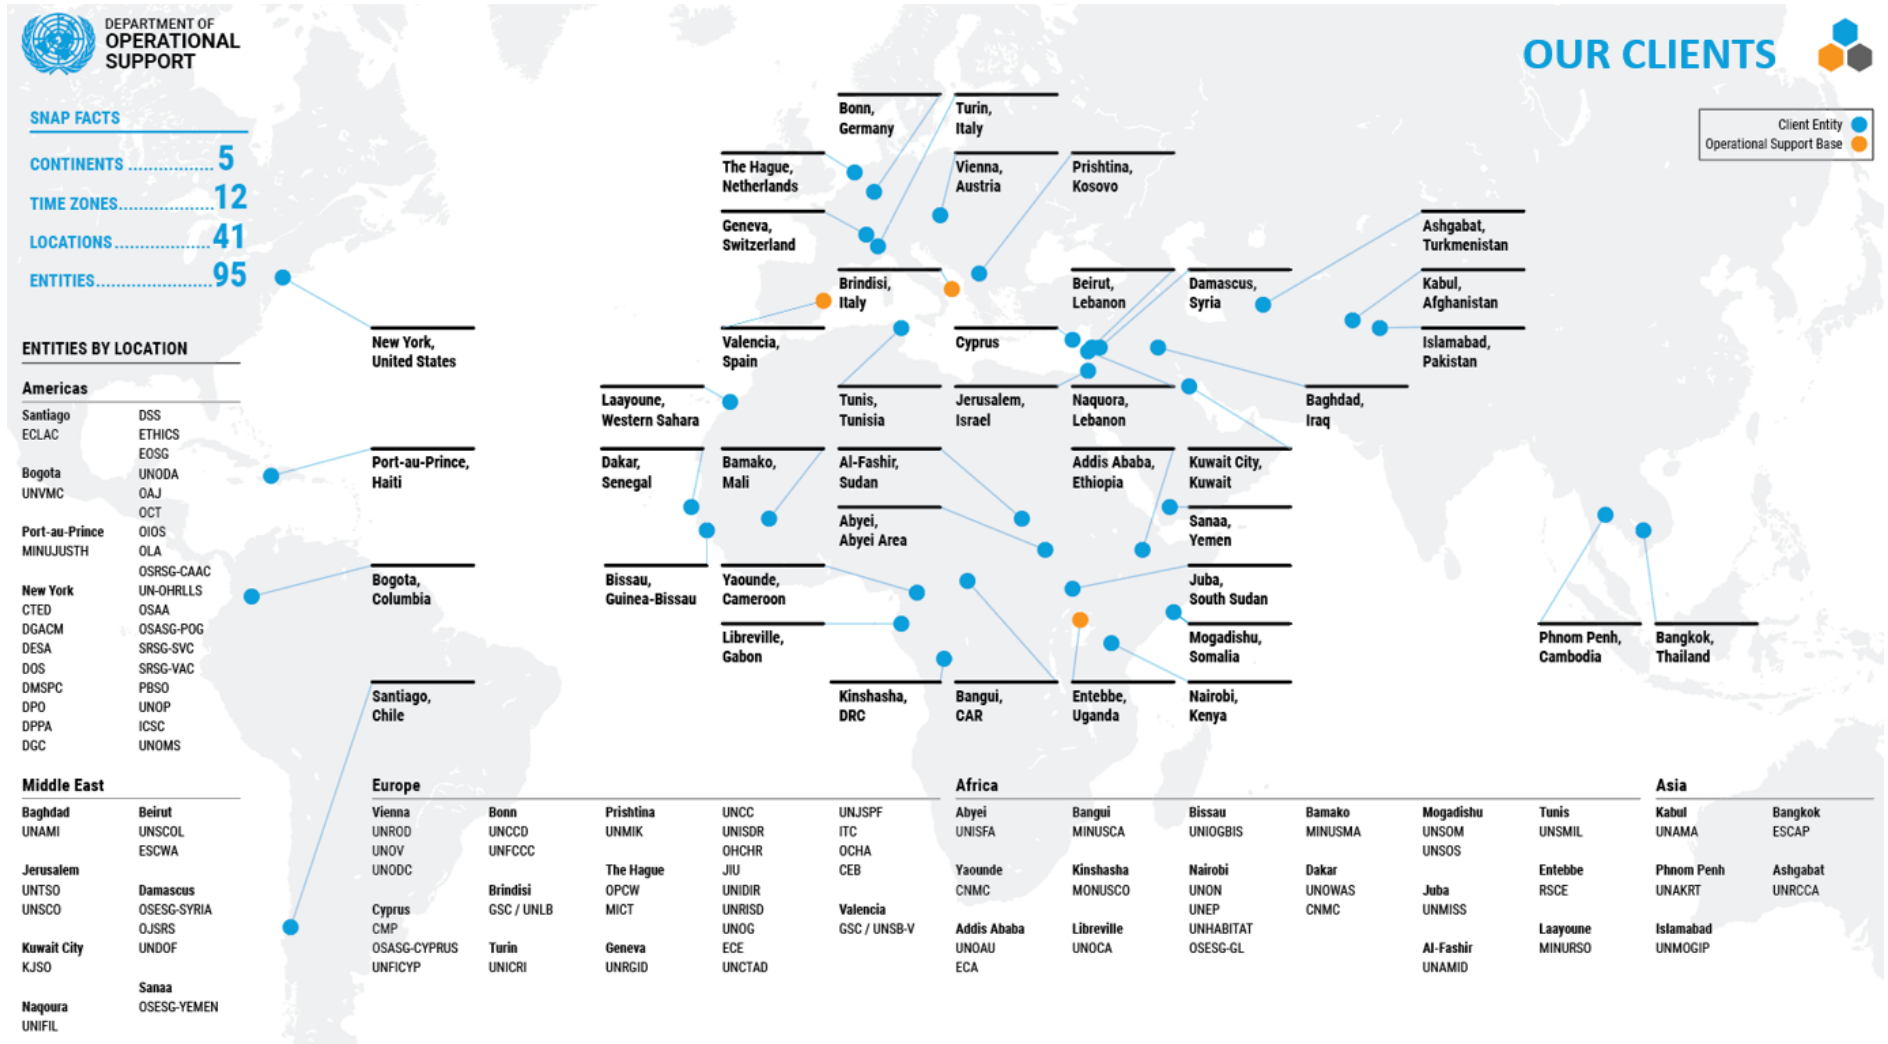 DEPARTMENT OF
OPERATIONAL
SUPPORT
OUR CLIENTS
Client Entity
Operational Support Base
SNAP FACTS
CONTINENTS ................. 5
TIME ZONES ................. 12
LOCATIONS ................. 41
ENTITIES ..................... 95
Bonn,
Germany
Turin,
Italy
The Hague,
Netherlands
Vienna,
Austria
Prishtina,
Kosovo
Geneva,
Switzerland
Ashgabat,
Turkmenistan
Brindisi,
Italy
Beirut,
Lebanon
Damascus,
Syria
Kabul,
Afghanistan
New York,
United States
Valencia,
Spain
Cyprus
Islamabad,
Pakistan
Laayoune,
Western Sahara
Tunis,
Tunisia
Jerusalem,
Israel
Naquora,
Lebanon
Baghdad,
Iraq
Port-au-Prince,
Haiti
Dakar,
Senegal
Bamako,
Mali
Al-Fashir,
Sudan
Addis Ababa,
Ethiopia
Kuwait City,
Kuwait
Abyei,
Abyei Area
Sanaa,
Yemen
Bogota,
Columbia
Bissau,
Guinea-Bissau
Yaounde,
Cameroon
Juba,
South Sudan
Libreville,
Gabon
Mogadishu,
Somalia
Phnom Penh,
Cambodia
Bangkok,
Thailand
Santiago,
Chile
Kinshasha,
DRC
Bangui,
CAR
Entebbe,
Uganda
Nairobi,
Kenya
ENTITIES BY LOCATION
Americas
Santiago
ECLAC
Bogota
UNVMC
Port-au-Prince
MINUJUSTH
New York
CTED
DGACM
DESA
DOS
DMSPC
DPO
DPPA
DGC
DSS
ETHICS
EOSG
UNODA
OAJ
OCT
OIOS
OLA
OSRSG-CAAC
UN-OHRLLS
OSAA
OSASG-POG
SRSG-SVC
SRSG-VAC
PBSO
UNOP
ICSC
UNOMS
Middle East
Baghdad
UNAMI
Jerusalem
UNTSO
UNSCO
Kuwait City
KJSO
Naqoura
UNIFIL
Beirut
UNSCOL
ESCWA
Damascus
OSESG-SYRIA
OJSRS
UNDOF
Sanaa
OSESG-YEMEN
Europe
Vienna
UNROD
UNOV
UNODC
Cyprus
CMP
OSASG-CYPRUS
UNFICYP
Bonn
UNCCD
UNFCCC
Brindisi
GSC / UNLB
Turin
UNICRI
Prishtina
UNMIK
The Hague
OPCW
MICT
Geneva
UNRGID
UNCC
UNISDR
OHCHR
JIU
UNIDIR
UNRISD
UNOG
ECE
UNCTAD
UNJSPF
ITC
OCHA
CEB
Valencia
GSC / UNSB-V
Africa
Abyei
UNISFA
Yaounde
CNMC
Addis Ababa
UNOAU
ECA
Bangui
MINUSCA
Kinshasha
MONUSCO
Libreville
UNOCA
Bissau
UNIOGBIS
Nairobi
UNON
UNEP
UNHABITAT
OSESG-GL
Bamako
MINUSMA
Dakar
UNOWAS
CNMC
Mogadishu
UNSOM
UNSOS
Juba
UNMISS
Al-Fashir
UNAMID
Tunis
UNSMIL
Entebbe
RSCE
Laayoune
MINURSO
Asia
Kabul
UNAMA
Phnom Penh
UNAKRT
Islamabad
UNMOGIP
Bangkok
ESCAP
Ashgabat
UNRCCA